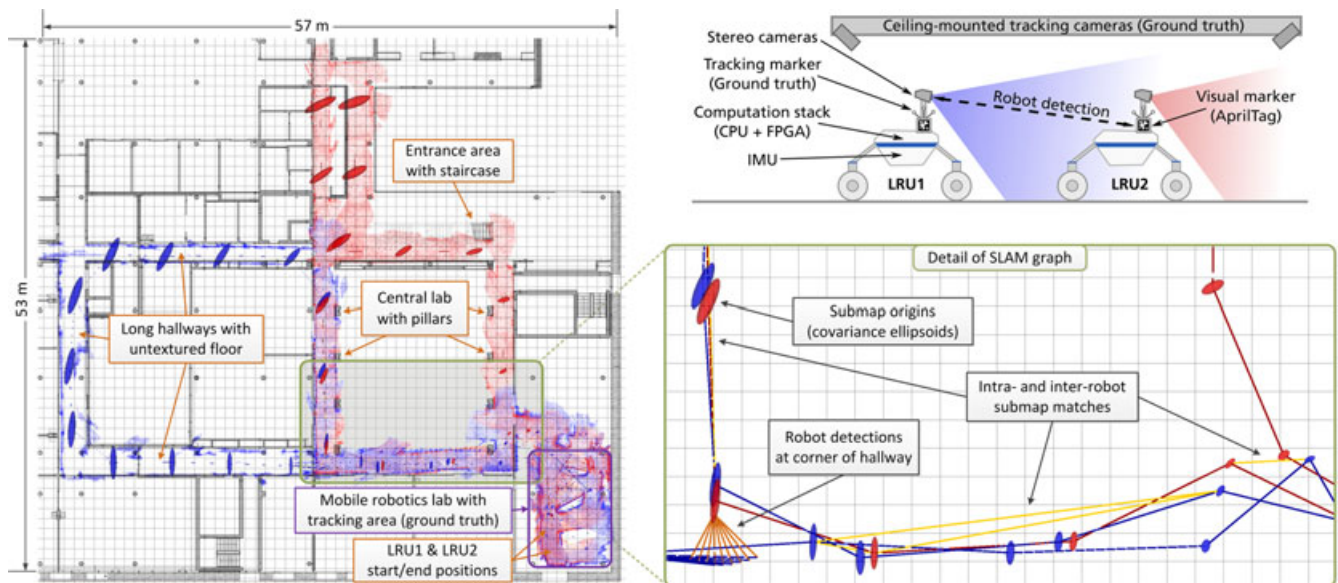 57 m
53 m
Entrance area
with staircase
Central lab
with pillars
Long hallways with
untextured floor
Mobile robotics lab with
tracking area (ground truth)
LRU1 & LRU2
start/end positions
Ceiling-mounted tracking cameras (Ground truth)
Stereo cameras
Tracking marker
(Ground truth)
Computation stack
(CPU + FPGA)
IMU
Robot detection
Visual marker
(AprilTag)
LRU1
LRU2
Detail of SLAM graph
Submap origins
(covariance ellipsoids)
Intra- and inter-robot
submap matches
Robot detections
at corner of hallway